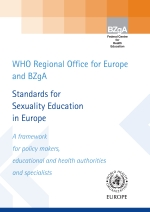 BZgA
Federal Centre
for
Health
Education
WHO Regional Office for Europe
and BZgA
Standards for
Sexuality Education
in Europe
A framework
for policy makers,
educational and health authorities
and specialists
EUROPE